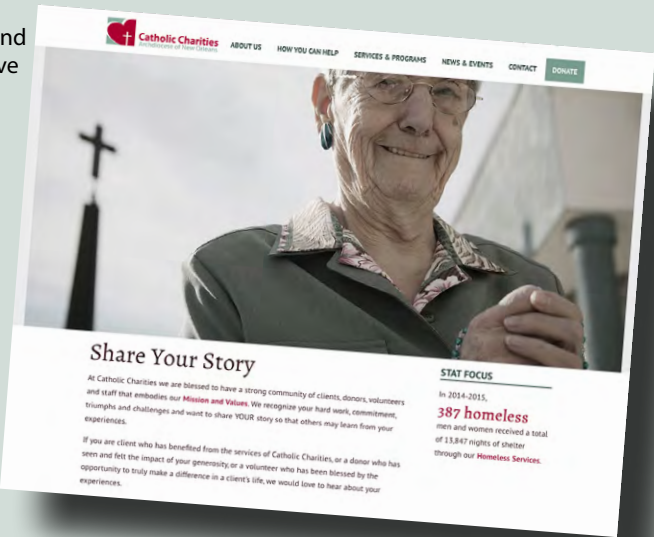 nd
ve
Catholic Charities
Archdiocese of New Orleans
ABOUT US HOW YOU CAN HELP SERVICES & PROGRAMS NEWS & EVENTS CONTACT DONATE
Share Your Story
At Catholic Charities we are blessed to have a strong community of clients, donors, volunteers
and staff that embodies our Mission and Values. We recognize your hard work, commitment,
triumphs and challenges and want to share YOUR story so that others may learn from your
experiences.
If you are client who has benefited from the services of Catholic Charities, or a donor who has
seen and felt the impact of your generosity, or a volunteer who has been blessed by the
opportunity to truly make a difference in a client's life, we would love to hear about your
experiences.
STAT FOCUS
In 2014-2015,
387 homeless
men and women received a total
of 13,847 nights of shelter
through our Homeless Services.